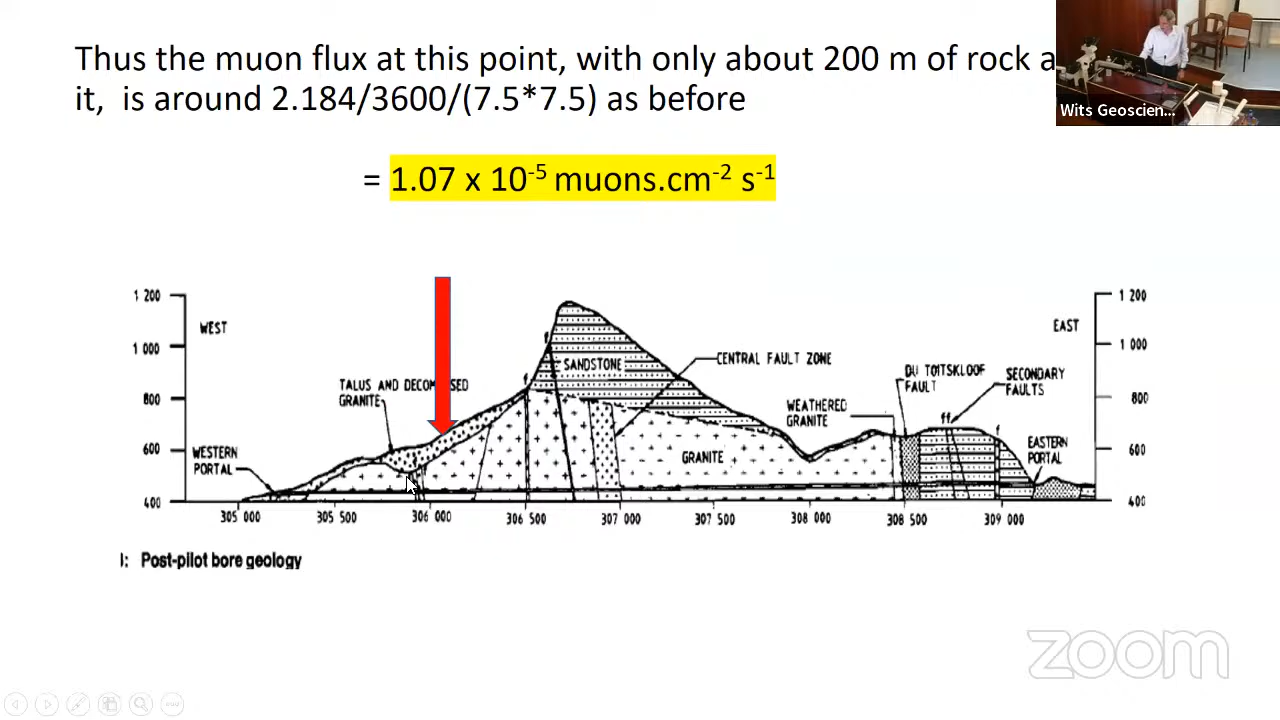 Thus the muon flux at this point, with only about 200 m of rock a
it, is around 2.184/3600/(7.5*7.5) as before
Wits Geoscien...
= 1.07 x 10-5 muons.cm-2 s-1
1 200
1 200
WEST
EAST
1 000
1 000
SANDSTONE
CENTRAL FAULT ZONE
DU TOITSKLOOF
FAULT
SECONDARY
FAULTS
TALUS AND DECOMPOSED
GRANITE
800
800
WEATHERED
GRANITE
f
f
ff
f
600
600
WESTERN
PORTAL
GRANITE
EASTERN
PORTAL
400
400
305 000
305 500
306 000
306 500
307 000
307 500
308 000
308 500
309 000
I: Post-pilot bore geology
zoom